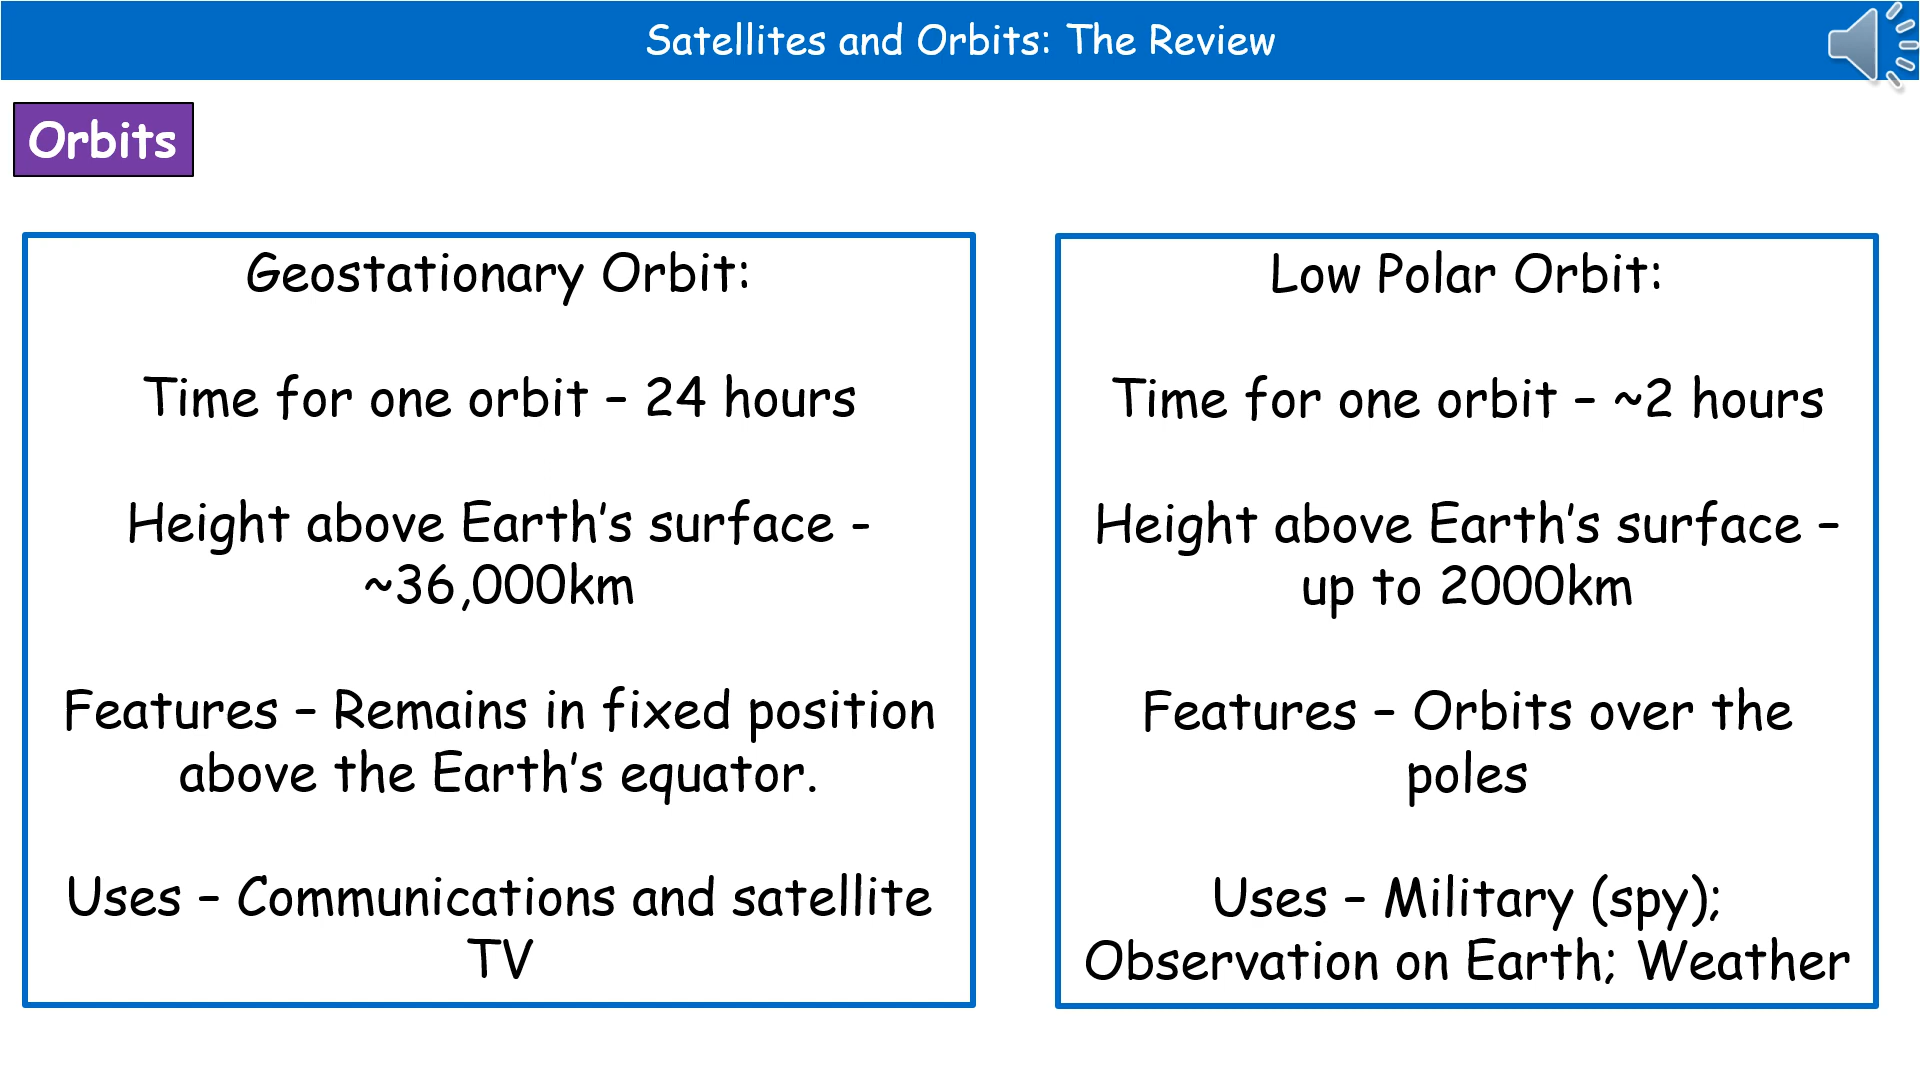 Satellites and Orbits: The Review
Orbits
Geostationary Orbit:
Time for one orbit – 24 hours
Height above Earth’s surface -
~36,000km
Features – Remains in fixed position
above the Earth’s equator.
Uses – Communications and satellite
TV
Low Polar Orbit:
Time for one orbit – ~2 hours
Height above Earth’s surface –
up to 2000km
Features – Orbits over the
poles
Uses – Military (spy);
Observation on Earth; Weather